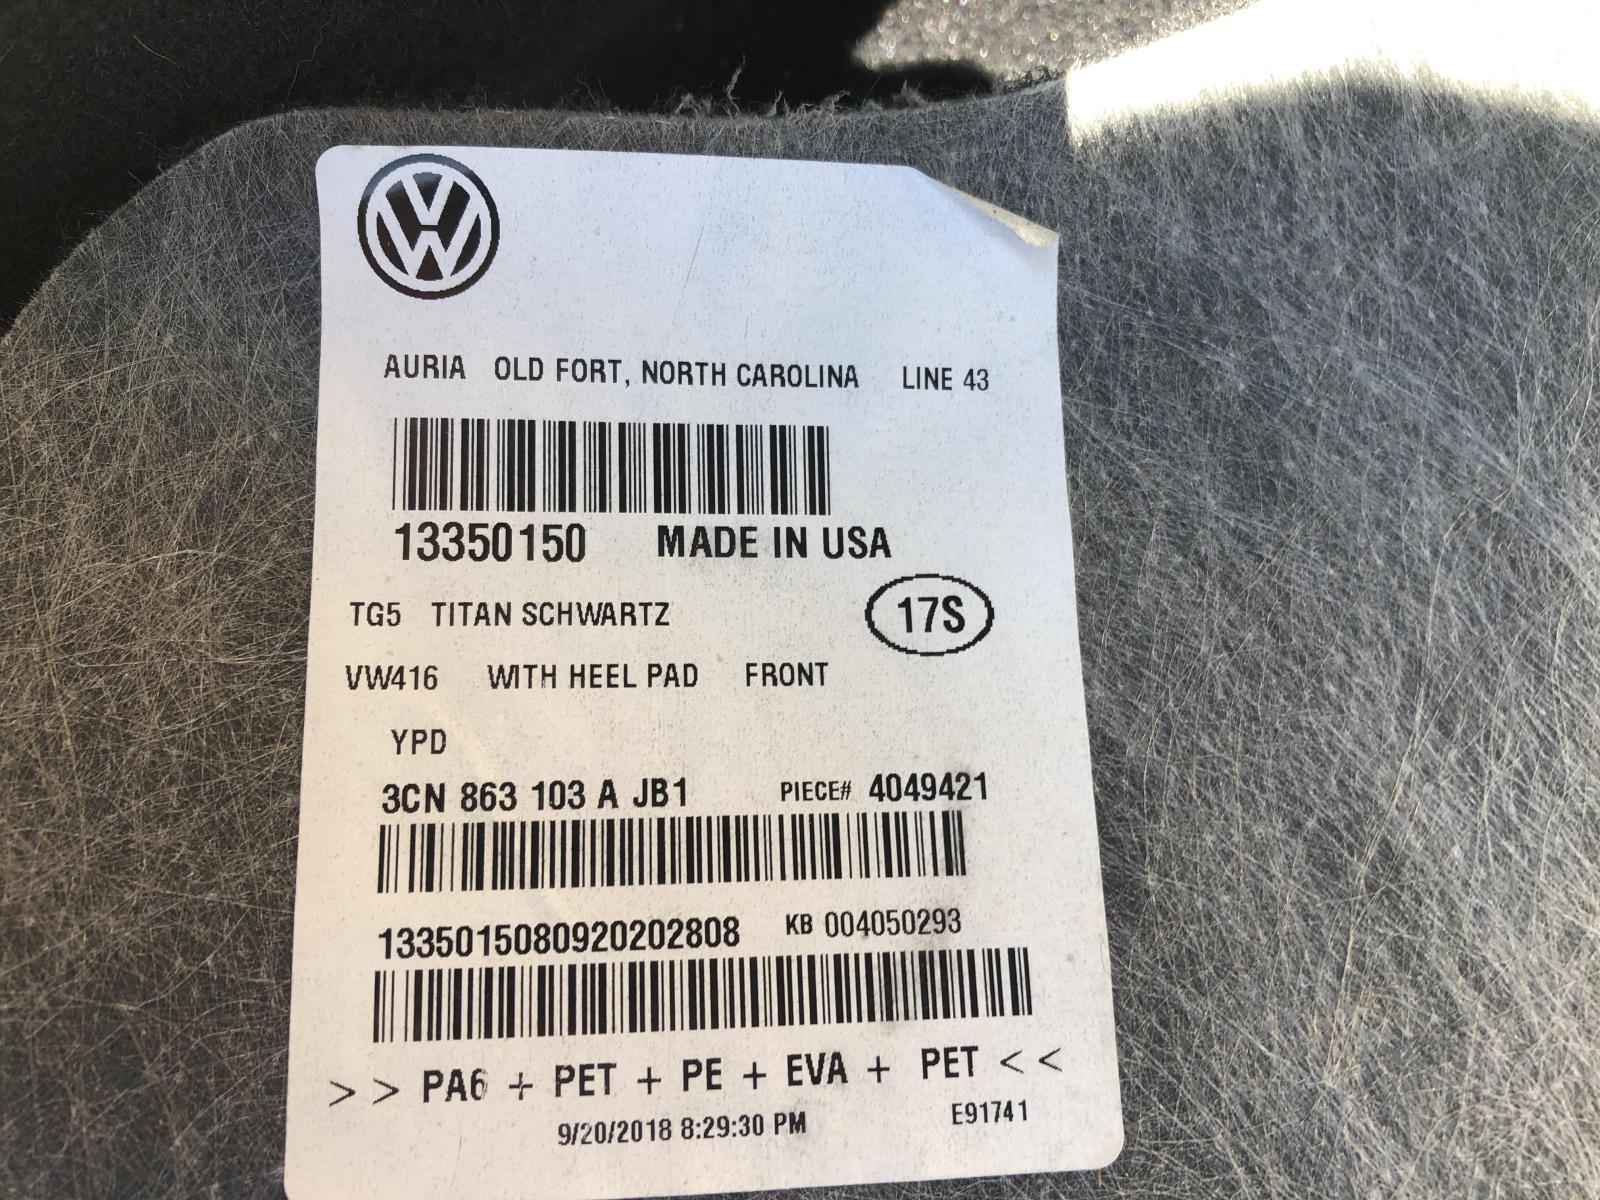 VW
AURIA OLD FORT, NORTH CAROLINA LINE 43
13350150 MADE IN USA
TG5 TITAN SCHWARTZ 17S
VW416 WITH HEEL PAD FRONT
YPD
3CN 863 103 A JB1 PIECE# 4049421
1335015080920202808 KB 004050293
>> PA6 + PET + PE + EVA + PET <<
9/20/2018 8:29:30 PM E91741